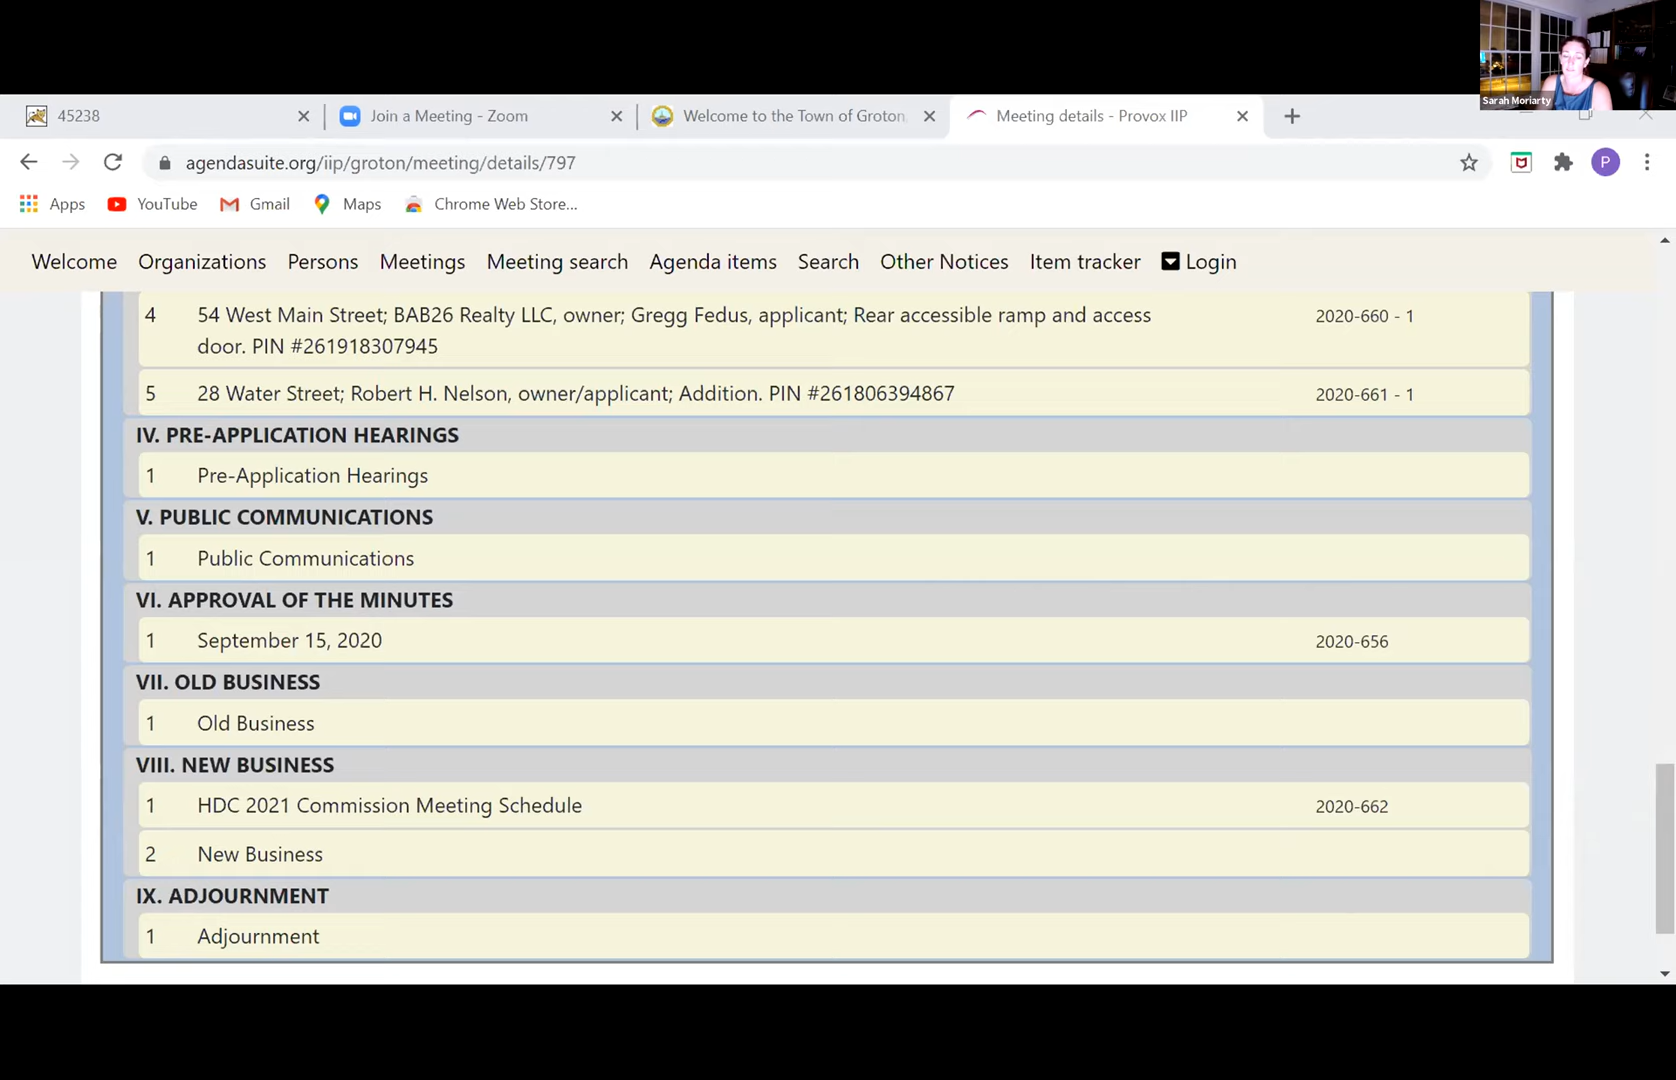 Sarah Moriarty
45238
Join a Meeting - Zoom
Welcome to the Town of Groton,
Meeting details - Provox IIP
agendasuite.org/iip/groton/meeting/details/797
P
Apps
YouTube
Gmail
Maps
Chrome Web Store...
Welcome Organizations Persons Meetings Meeting search Agenda items Search Other Notices Item tracker Login
4 54 West Main Street; BAB26 Realty LLC, owner; Gregg Fedus, applicant; Rear accessible ramp and access 2020-660 - 1
door. PIN #261918307945
5 28 Water Street; Robert H. Nelson, owner/applicant; Addition. PIN #261806394867 2020-661 - 1
IV. PRE-APPLICATION HEARINGS
1 Pre-Application Hearings
V. PUBLIC COMMUNICATIONS
1 Public Communications
VI. APPROVAL OF THE MINUTES
1 September 15, 2020 2020-656
VII. OLD BUSINESS
1 Old Business
VIII. NEW BUSINESS
1 HDC 2021 Commission Meeting Schedule 2020-662
2 New Business
IX. ADJOURNMENT
1 Adjournment